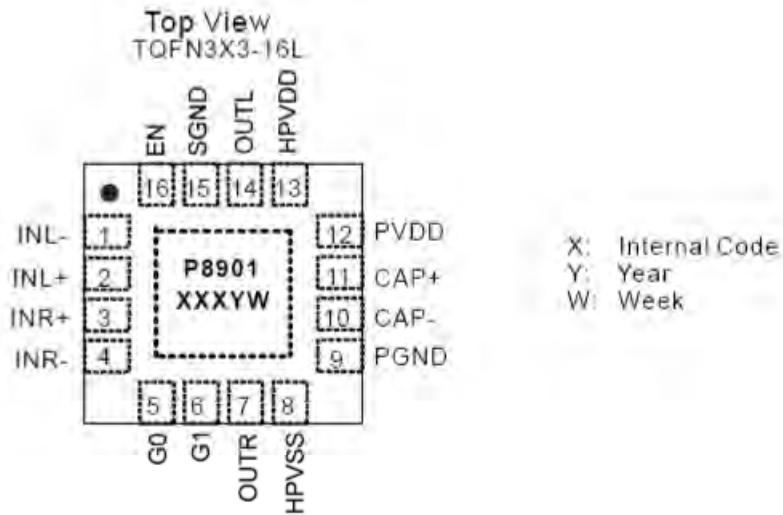 Top View
TQFN3X3-16L
EN
SGND
OUTL
HPVDD
16 15 14 13
INL- 1
INL+ 2
INR+ 3
INR- 4
P8901
XXXYW
12 PVDD
11 CAP+
10 CAP-
9 PGND
5 6 7 8
G0
G1
OUTR
HPVSS
X: Internal Code
Y: Year
W: Week